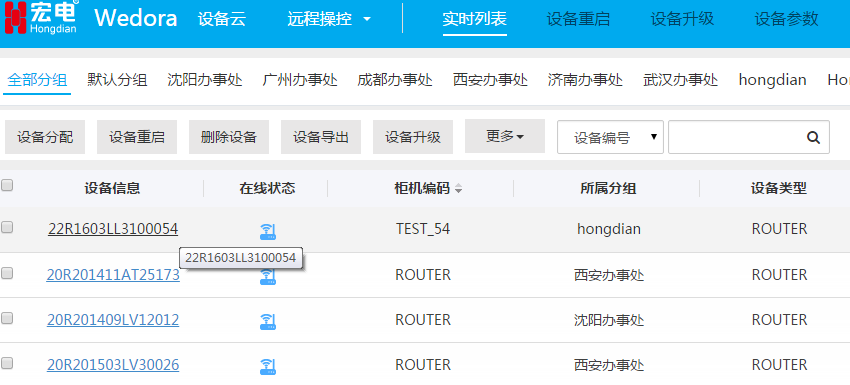 宏电® Hongdian Wedora 设备云 远程操控 实时列表 设备重启 设备升级 设备参数
全部分组 默认分组 沈阳办事处 广州办事处 成都办事处 西安办事处 济南办事处 武汉办事处 hongdian Ho
设备分配 设备重启 删除设备 设备导出 设备升级 更多 设备编号
设备信息 在线状态 柜机编码 所属分组 设备类型
22R1603LL3100054 TEST_54 hongdian ROUTER
22R1603LL3100054
20R201411AT25173 ROUTER 西安办事处 ROUTER
20R201409LV12012 ROUTER 沈阳办事处 ROUTER
20R201503LV30026 ROUTER 西安办事处 ROUTER